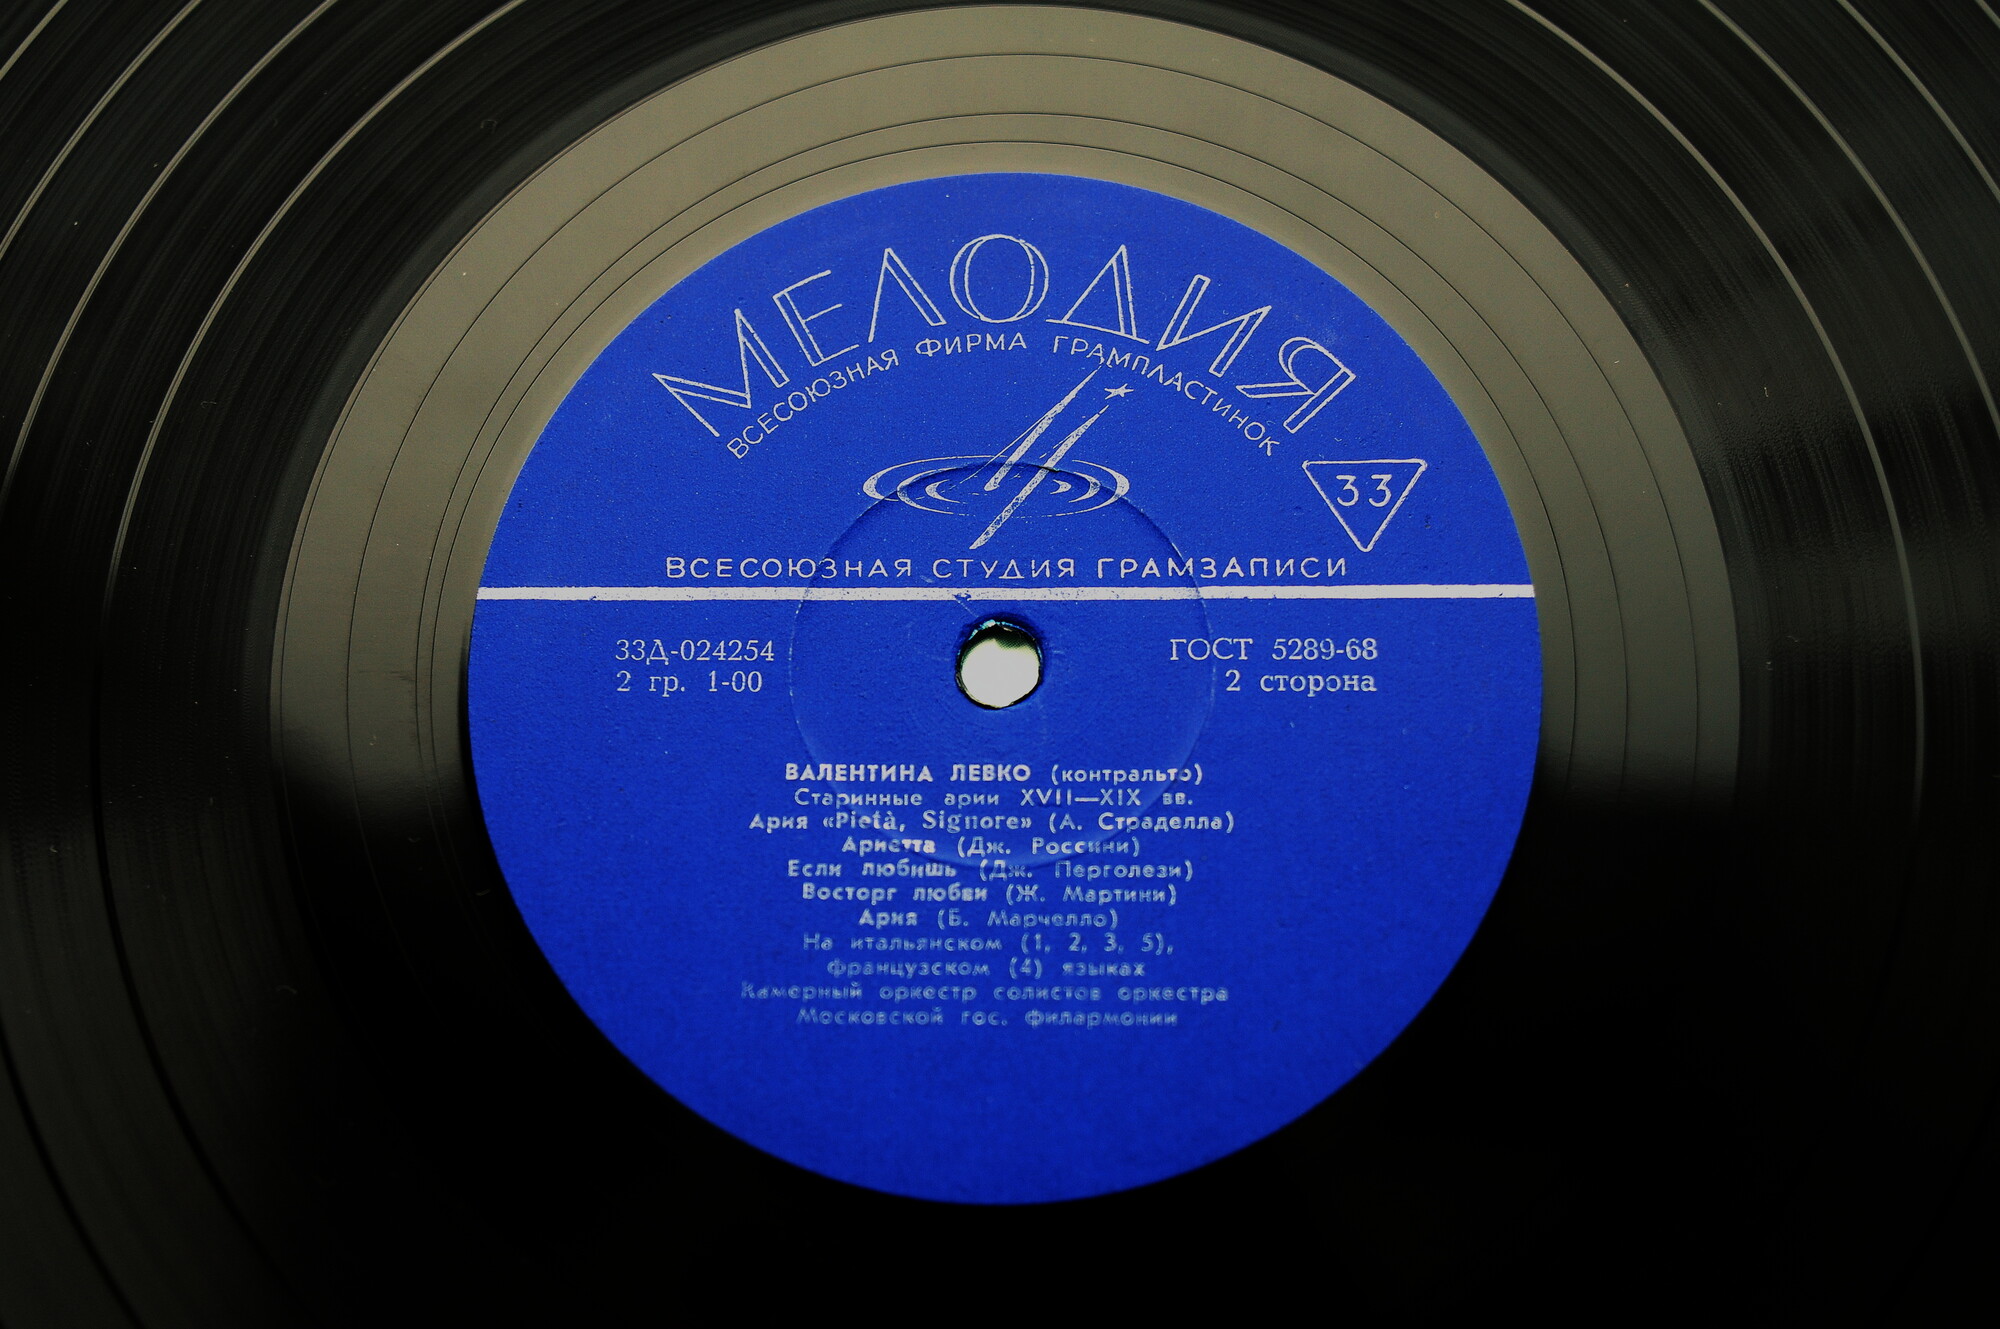 МЕЛОДИЯ
ВСЕСОЮЗНАЯ ФИРМА ГРАМПЛАСТИНОК
33
ВСЕСОЮЗНАЯ СТУДИЯ ГРАМЗАПИСИ
33Д-024254 ГОСТ 5289-68
2 гр. 1-00 2 сторона
ВАЛЕНТИНА ЛЕВКО (контральто)
Старинные арии XVII—XIX вв.
Ария «Pietà, Signore» (А. Страделла)
Ариетта (Дж. Россини)
Если любишь (Дж. Перголези)
Восторг любви (Ж. Мартини)
Ария (Б. Марчелло)
На итальянском (1, 2, 3, 5),
французском (4) языках
Камерный оркестр солистов оркестра
Московской гос. филармонии